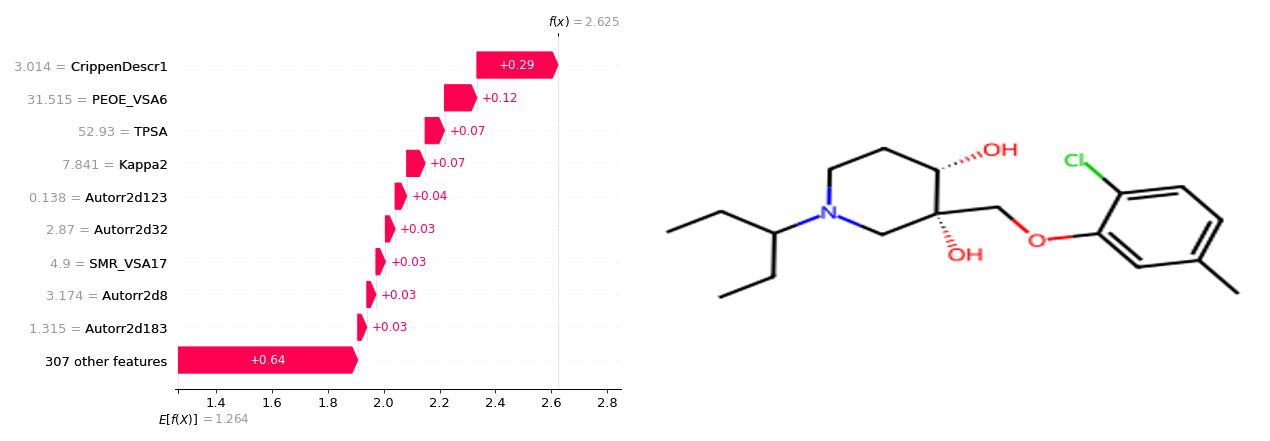 f(x) = 2.625
3.014 = CrippenDescr1
+0.29
31.515 = PEOE_VSA6
+0.12
52.93 = TPSA
+0.07
7.841 = Kappa2
+0.07
0.138 = Autorr2d123
+0.04
2.87 = Autorr2d32
+0.03
4.9 = SMR_VSA17
+0.03
3.174 = Autorr2d8
+0.03
1.315 = Autorr2d183
+0.03
307 other features
+0.64
1.4 1.6 1.8 2.0 2.2 2.4 2.6 2.8
E[f(X)] = 1.264
OH
Cl
N
O
OH